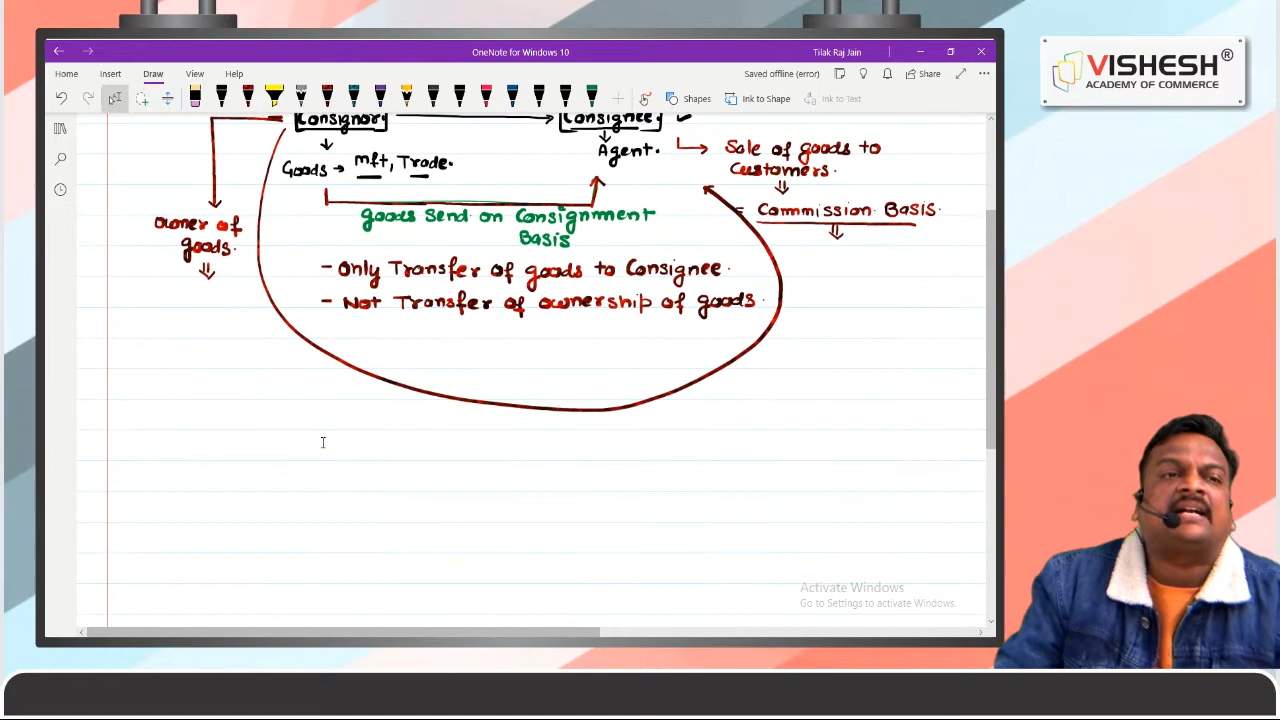 OneNote for Windows 10
Tilak Raj Jain
Home Insert Draw View Help
Saved offline (error)
Share
Shapes
Ink to Shape
Ink to Text
VISHESH®
ACADEMY OF COMMERCE
Consignor
Consignee
Goods → mft, Trade.
Agent.
Sale of goods to
Customers.
= Commission Basis.
owner of
goods.
goods Send on Consignment
Basis
- Only Transfer of goods to Consignee.
- Not Transfer of ownership of goods.
Activate Windows
Go to Settings to activate Windows.